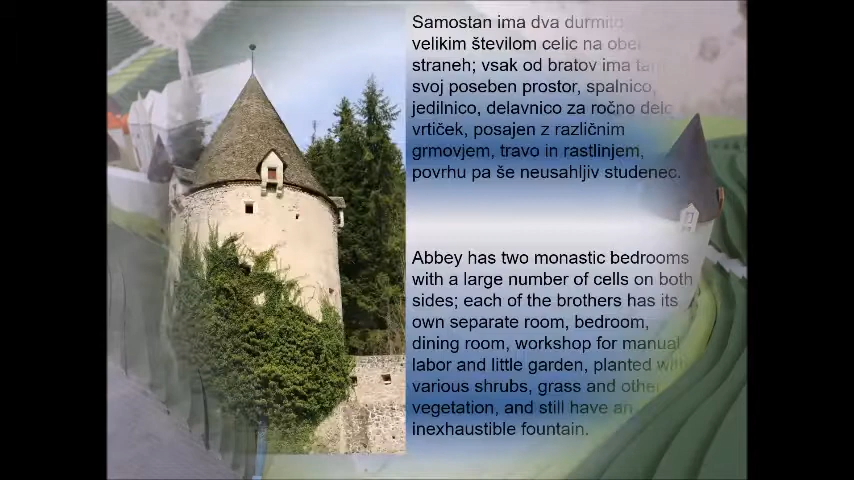 Samostan ima dva
velikim številom celic na obeh
straneh; vsak od bratov ima
svoj poseben prostor, spalnico,
jedilnico, delavnico za ročno delo,
vrtiček, posajen z različnim
grmovjem, travo in rastlinjem,
povrhu pa še neusahljiv studenec.
Abbey has two monastic bedrooms
with a large number of cells on both
sides; each of the brothers has its
own separate room, bedroom,
dining room, workshop for manual
labor and little garden, planted with
various shrubs, grass and other
vegetation, and still have an
inexhaustible fountain.